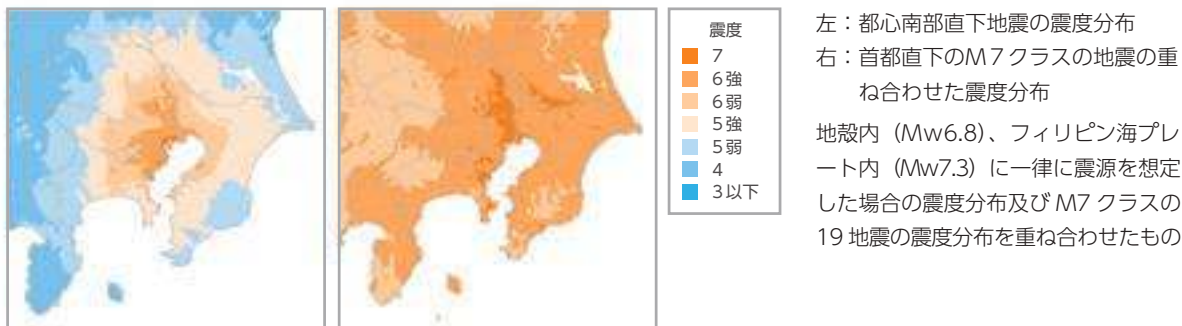 震度
7
6強
6弱
5強
5弱
4
3以下
左：都心南部直下地震の震度分布
右：首都直下のM7クラスの地震の重
ね合わせた震度分布
地殻内（Mw6.8）、フィリピン海プレ
ート内（Mw7.3）に一律に震源を想定
した場合の震度分布及びM7クラスの
19地震の震度分布を重ね合わせたもの